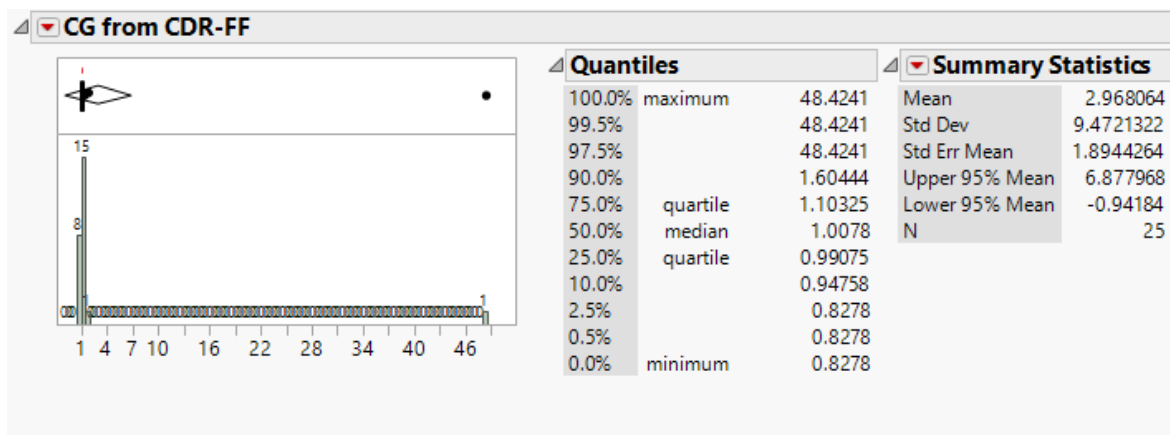 CG from CDR-FF
15
8
1
1
1 4 7 10 16 22 28 34 40 46
Quantiles
100.0% maximum 48.4241
99.5% 48.4241
97.5% 48.4241
90.0% 1.60444
75.0% quartile 1.10325
50.0% median 1.0078
25.0% quartile 0.99075
10.0% 0.94758
2.5% 0.8278
0.5% 0.8278
0.0% minimum 0.8278
Summary Statistics
Mean 2.968064
Std Dev 9.4721322
Std Err Mean 1.8944264
Upper 95% Mean 6.877968
Lower 95% Mean -0.94184
N 25